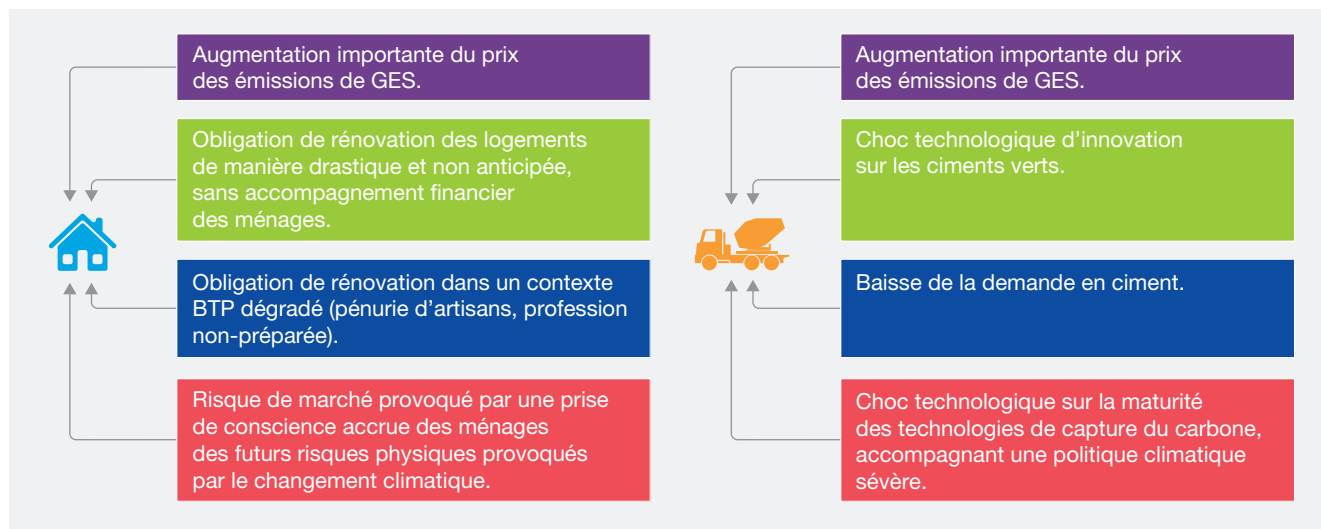 Augmentation importante du prix
des émissions de GES.
Obligation de rénovation des logements
de manière drastique et non anticipée,
sans accompagnement financier
des ménages.
Obligation de rénovation dans un contexte
BTP dégradé (pénurie d’artisans, profession
non-préparée).
Risque de marché provoqué par une prise
de conscience accrue des ménages
des futurs risques physiques provoqués
par le changement climatique.
Augmentation importante du prix
des émissions de GES.
Choc technologique d’innovation
sur les ciments verts.
Baisse de la demande en ciment.
Choc technologique sur la maturité
des technologies de capture du carbone,
accompagnant une politique climatique
sévère.